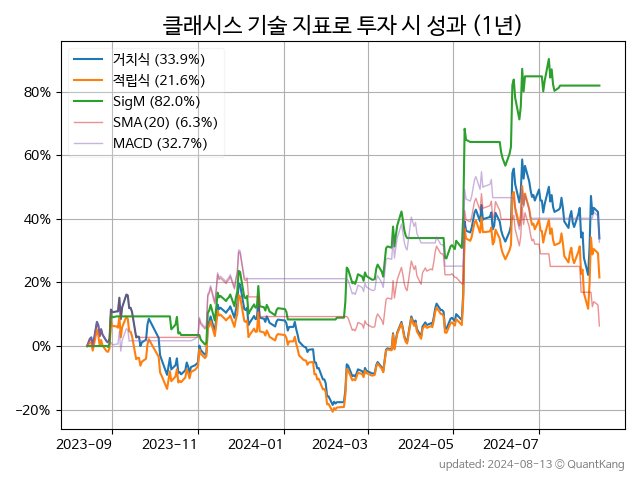 클래시스 기술 지표로 투자 시 성과 (1년)
거치식 (33.9%)
적립식 (21.6%)
SigM (82.0%)
SMA(20) (6.3%)
MACD (32.7%)
80%
60%
40%
20%
0%
−20%
2023-09 2023-11 2024-01 2024-03 2024-05 2024-07
updated: 2024-08-13 © QuantKang